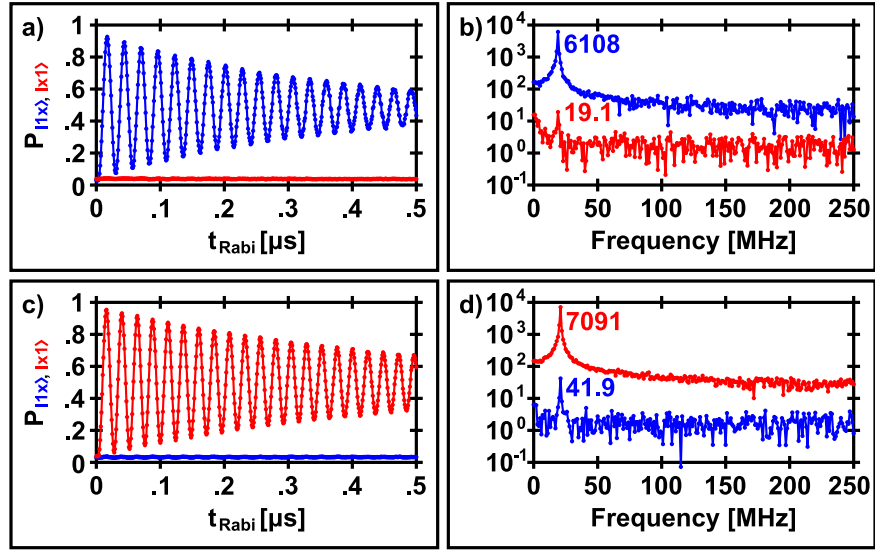 a)
1
.8
.6
.4
.2
0
P|1x⟩, |x1⟩
0 .1 .2 .3 .4 .5
tRabi [µs]
b)
10^4
10^3
10^2
10^1
10^0
10^-1
6108
19.1
0 50 100 150 200 250
Frequency [MHz]
c)
1
.8
.6
.4
.2
0
P|1x⟩, |x1⟩
0 .1 .2 .3 .4 .5
tRabi [µs]
d)
10^4
10^3
10^2
10^1
10^0
10^-1
7091
41.9
0 50 100 150 200 250
Frequency [MHz]